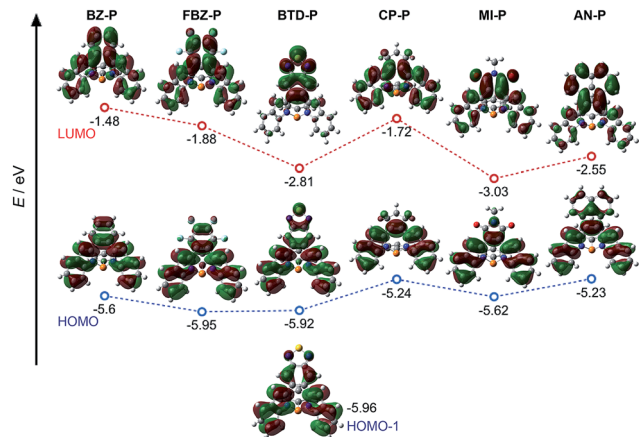 BZ-P FBZ-P BTD-P CP-P MI-P AN-P
E / eV
LUMO
-1.48
-1.88
-2.81
-1.72
-3.03
-2.55
HOMO
-5.6
-5.95
-5.92
-5.24
-5.62
-5.23
-5.96
HOMO-1